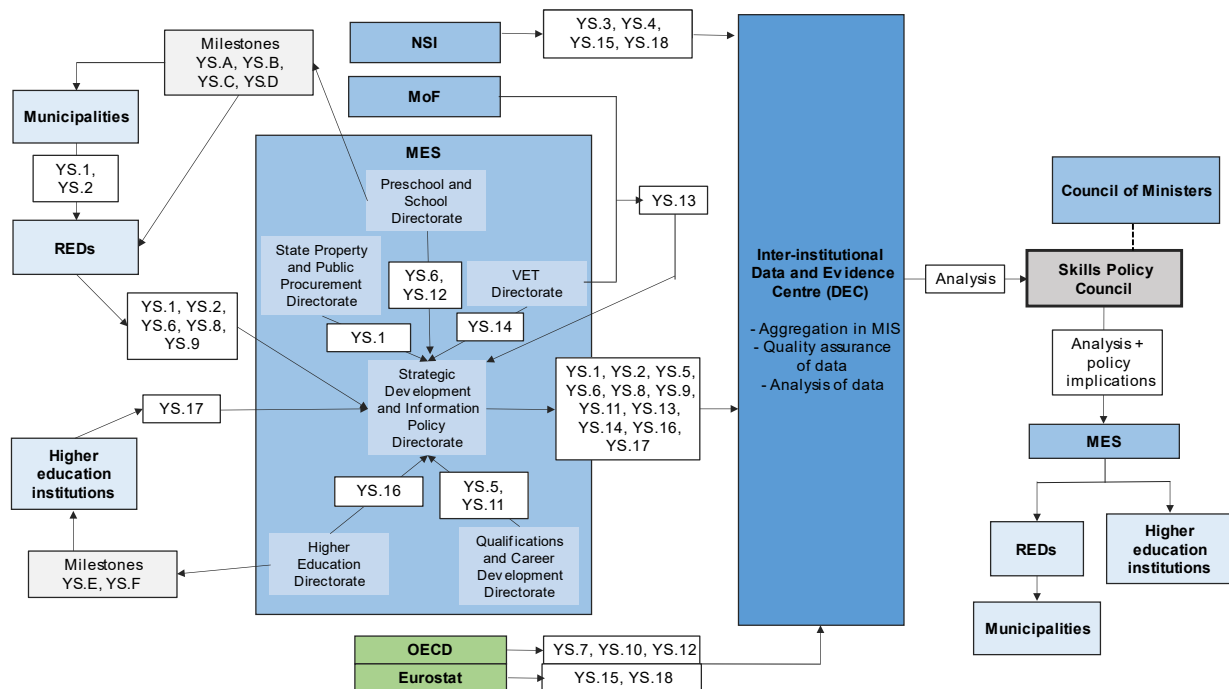 Milestones
YS.A, YS.B,
YS.C, YS.D
Municipalities
YS.1,
YS.2
REDs
YS.1, YS.2,
YS.6, YS.8,
YS.9
YS.17
Higher
education
institutions
Milestones
YS.E, YS.F
NSI
YS.3, YS.4,
YS.15, YS.18
MoF
YS.13
MES
Preschool and
School
Directorate
State Property
and Public
Procurement
Directorate
YS.6,
YS.12
VET
Directorate
YS.1
YS.14
Strategic
Development
and Information
Policy
Directorate
YS.16
YS.5,
YS.11
Higher
Education
Directorate
Qualifications
and Career
Development
Directorate
YS.1, YS.2, YS.5,
YS.6, YS.8, YS.9,
YS.11, YS.13,
YS.14, YS.16,
YS.17
OECD
YS.7, YS.10, YS.12
Eurostat
YS.15, YS.18
Inter-institutional
Data and Evidence
Centre (DEC)
- Aggregation in MIS
- Quality assurance
of data
- Analysis of data
Analysis
Council of Ministers
Skills Policy
Council
Analysis +
policy
implications
MES
REDs
Higher
education
institutions
Municipalities